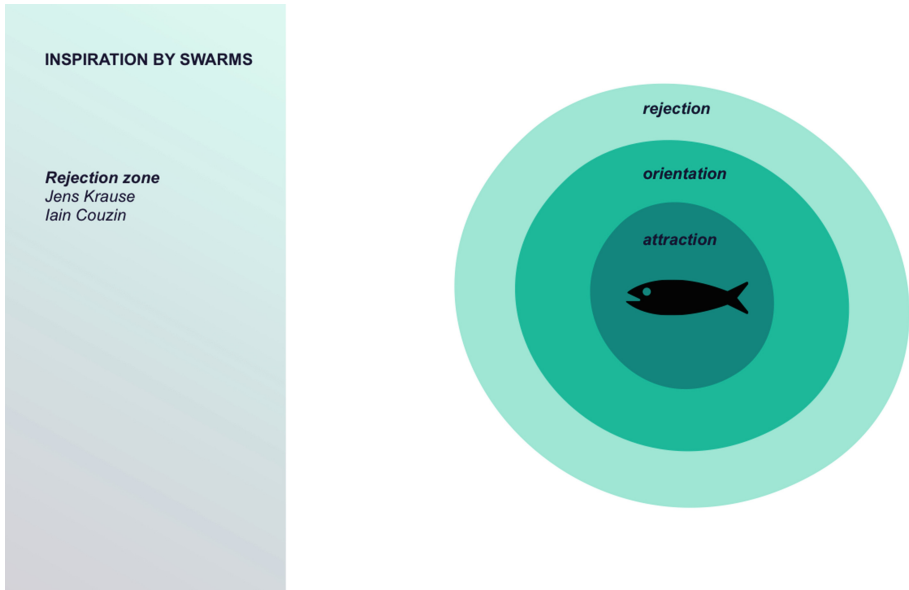 INSPIRATION BY SWARMS
Rejection zone
Jens Krause
Iain Couzin
rejection
orientation
attraction